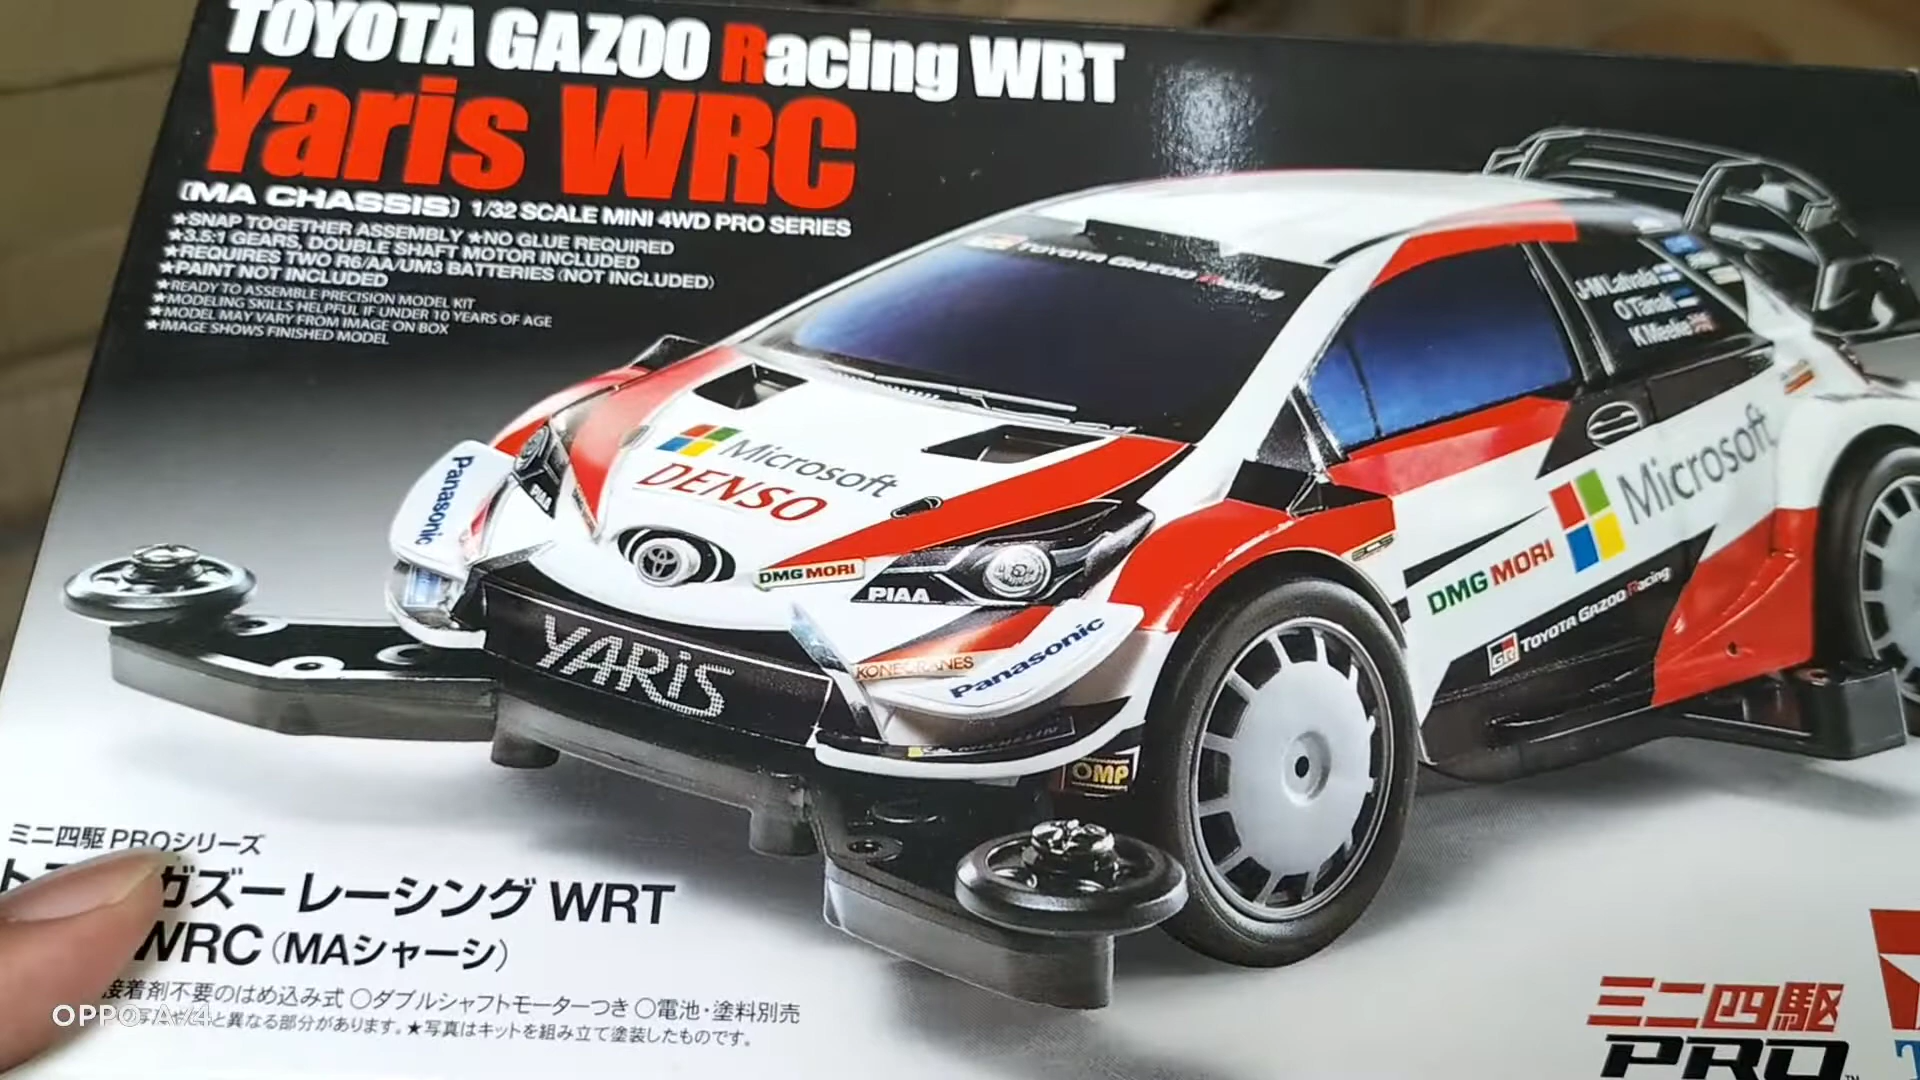 TOYOTA GAZOO Racing WRT
Yaris WRC
(MA CHASSIS) 1/32 SCALE MINI 4WD PRO SERIES
★SNAP TOGETHER ASSEMBLY ★NO GLUE REQUIRED
★3.5:1 GEARS, DOUBLE SHAFT MOTOR INCLUDED
★REQUIRES TWO R6/AA/UM3 BATTERIES (NOT INCLUDED)
★PAINT NOT INCLUDED
★READY TO ASSEMBLE PRECISION MODEL KIT
★MODELING SKILLS HELPFUL IF UNDER 10 YEARS OF AGE
★MODEL MAY VARY FROM IMAGE ON BOX
★IMAGE SHOWS FINISHED MODEL
TOYOTA GAZOO Racing
J-M Latvala
O Tänak
K Meeke
Microsoft
DENSO
Panasonic
PIAA
DMG MORI
PIAA
YARiS
KONECRANES
Panasonic
OMP
Microsoft
DMG MORI
GR TOYOTA GAZOO Racing
ミニ四駆 PROシリーズ
ガズー レーシング WRT
WRC (MAシャーシ)
接着剤不要のはめ込み式 ○ダブルシャフトモーターつき ○電池・塗料別売
と異なる部分があります。★写真はキットを組み立て塗装したものです。
ミニ四駆
PRO
OPPO A74